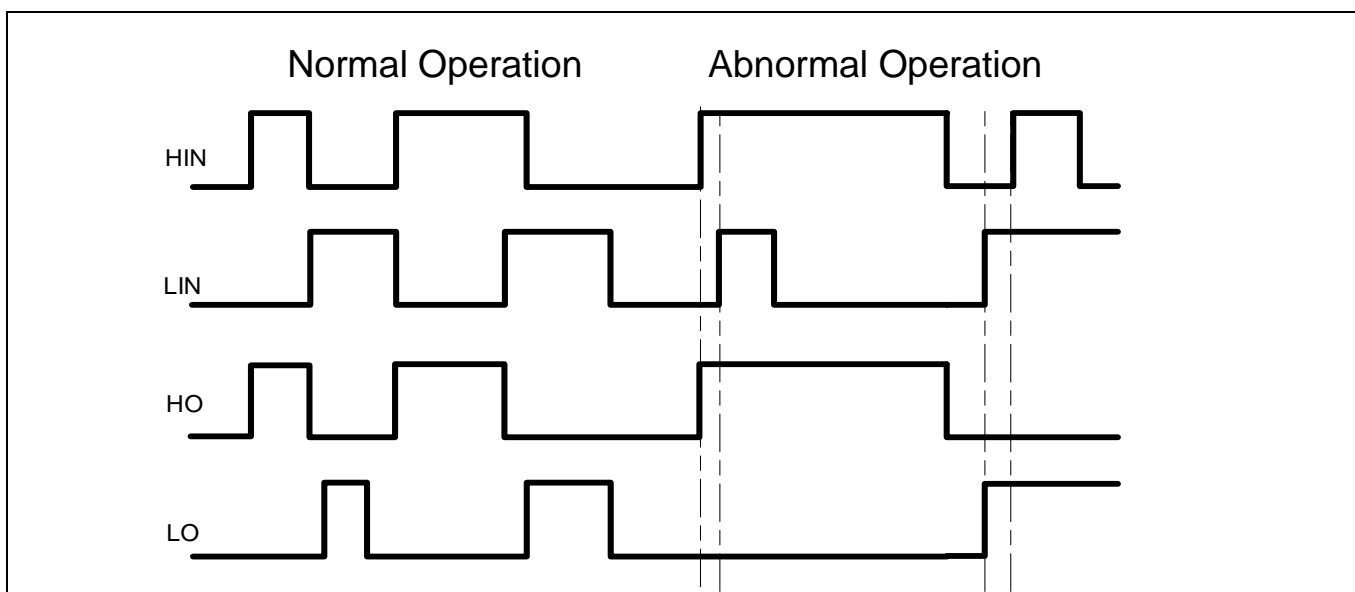 Normal Operation Abnormal Operation
HIN
LIN
HO
LO